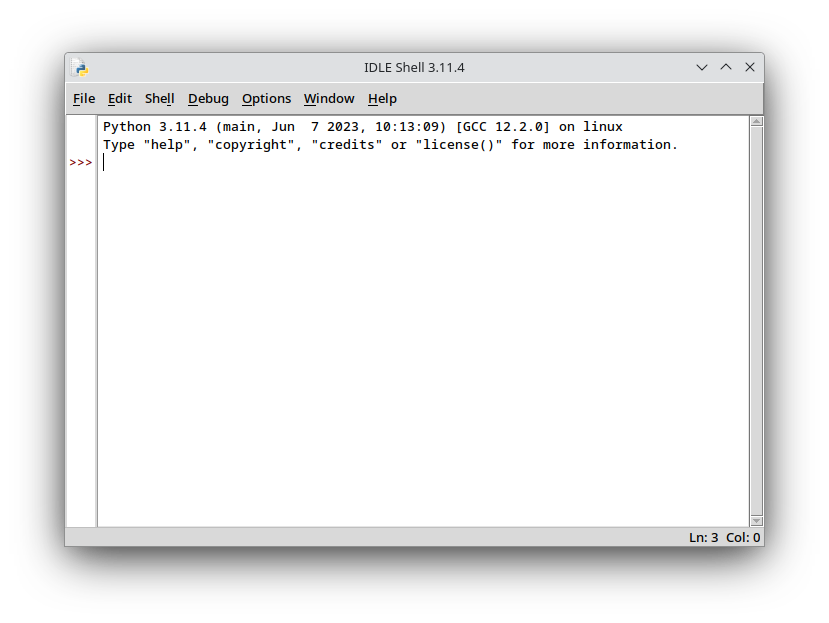 IDLE Shell 3.11.4
File Edit Shell Debug Options Window Help
Python 3.11.4 (main, Jun  7 2023, 10:13:09) [GCC 12.2.0] on linux
Type "help", "copyright", "credits" or "license()" for more information.
>>>
Ln: 3 Col: 0